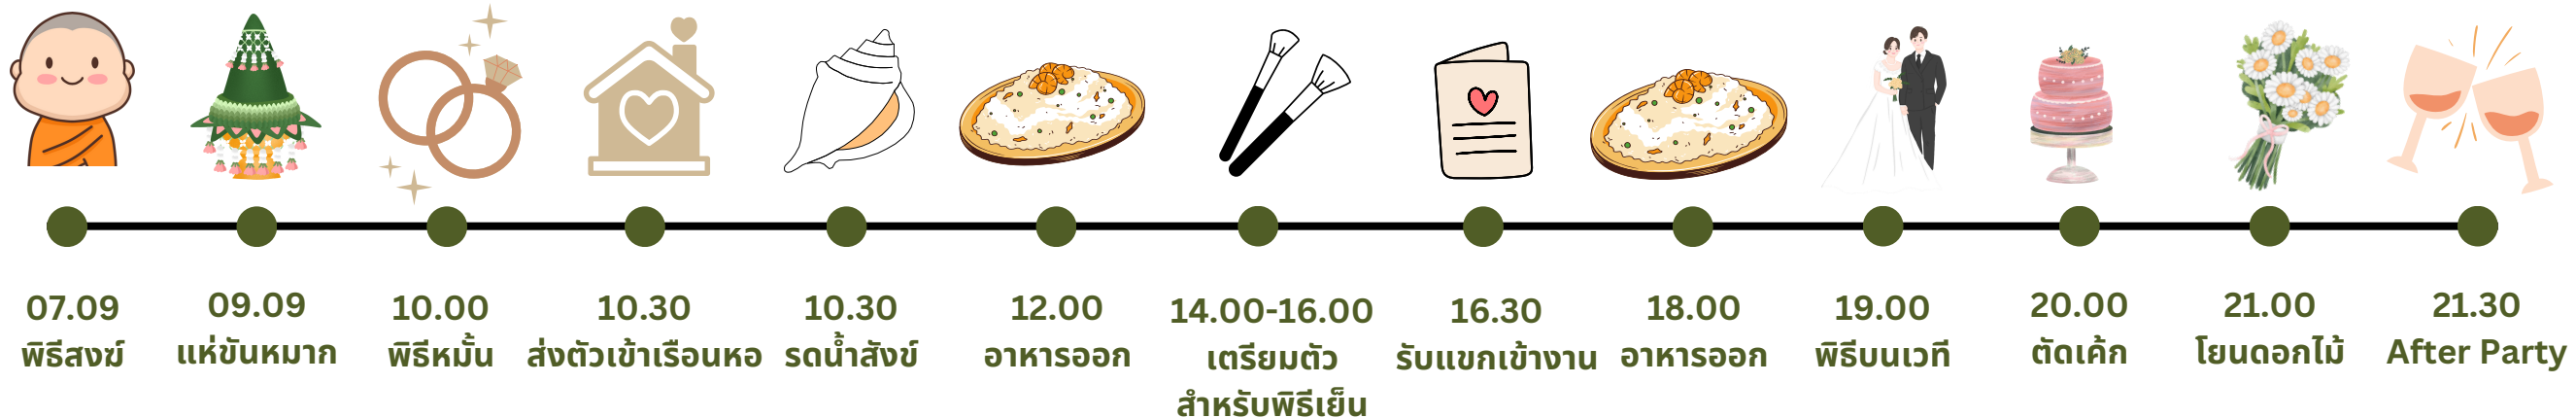 07.09
พิธีสงฆ์
09.09
แห่ขันหมาก
10.00
พิธีหมั้น
10.30
ส่งตัวเข้าเรือนหอ
10.30
รดน้ำสังข์
12.00
อาหารออก
14.00-16.00
เตรียมตัว
สำหรับพิธีเย็น
16.30
รับแขกเข้างาน
18.00
อาหารออก
19.00
พิธีบนเวที
20.00
ตัดเค้ก
21.00
โยนดอกไม้
21.30
After Party